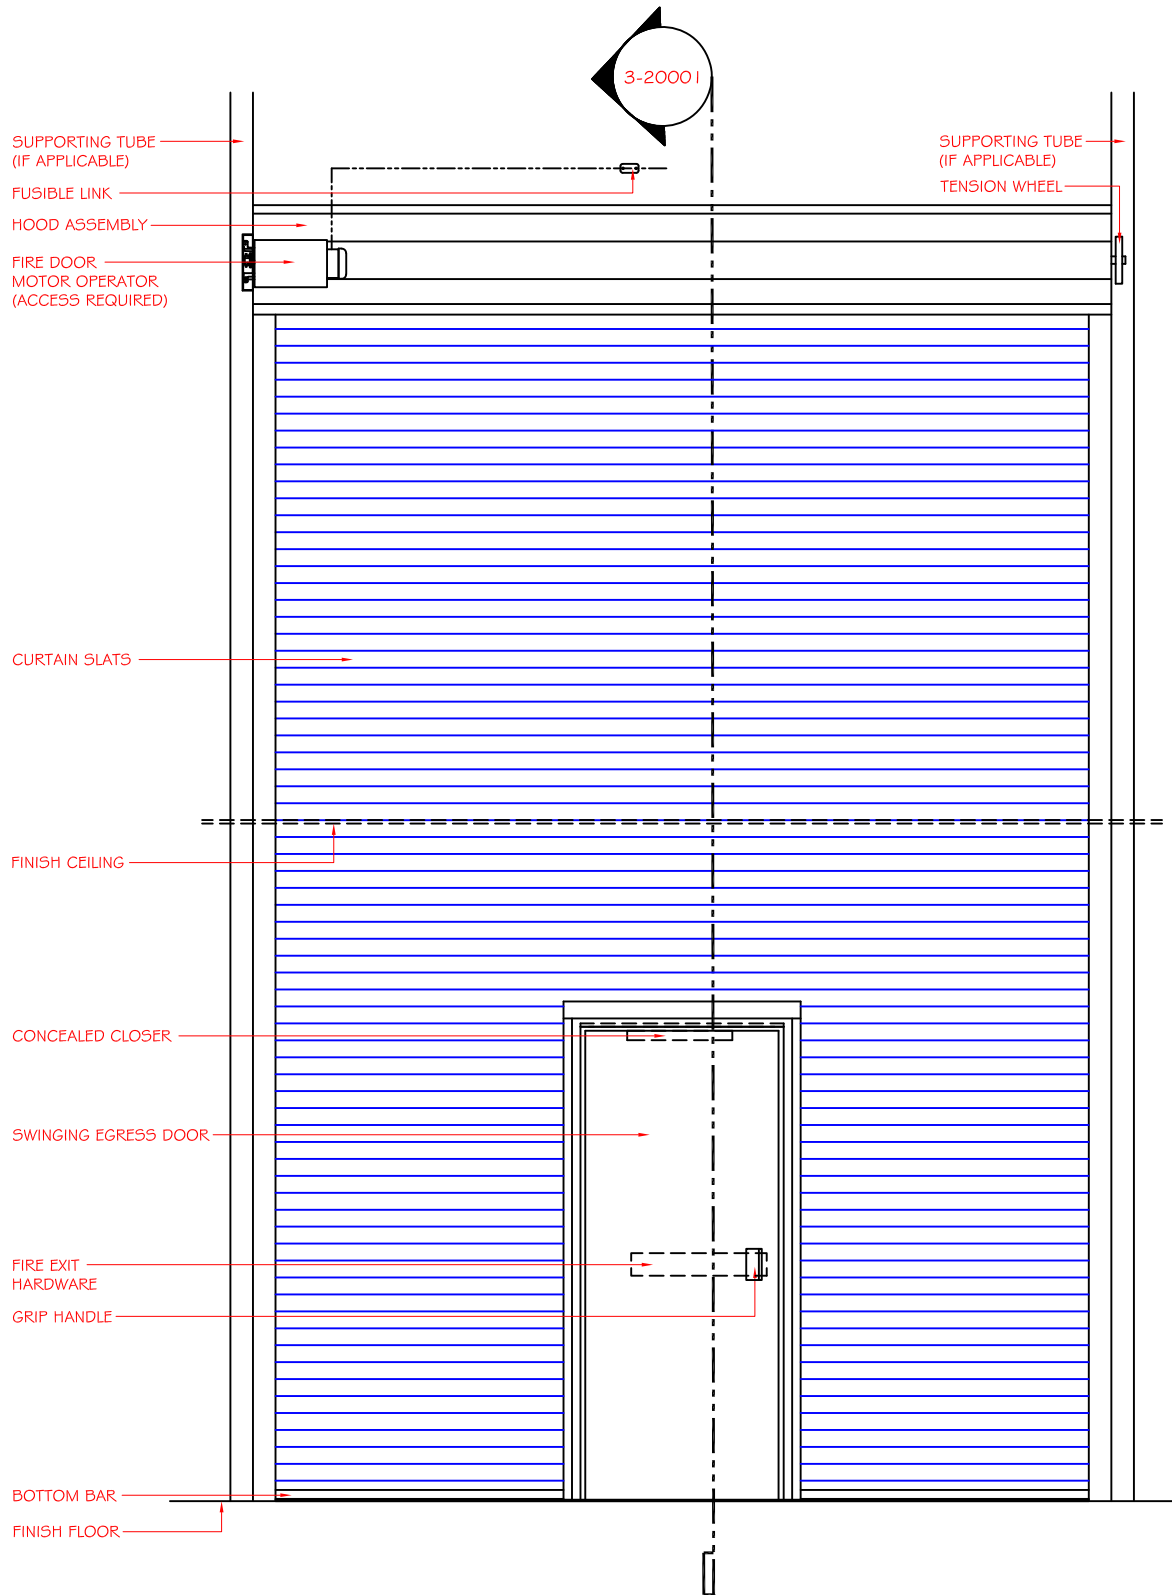 3-20001
SUPPORTING TUBE
(IF APPLICABLE)
SUPPORTING TUBE
(IF APPLICABLE)
FUSIBLE LINK
TENSION WHEEL
HOOD ASSEMBLY
FIRE DOOR
MOTOR OPERATOR
(ACCESS REQUIRED)
CURTAIN SLATS
FINISH CEILING
CONCEALED CLOSER
SWINGING EGRESS DOOR
FIRE EXIT
HARDWARE
GRIP HANDLE
BOTTOM BAR
FINISH FLOOR